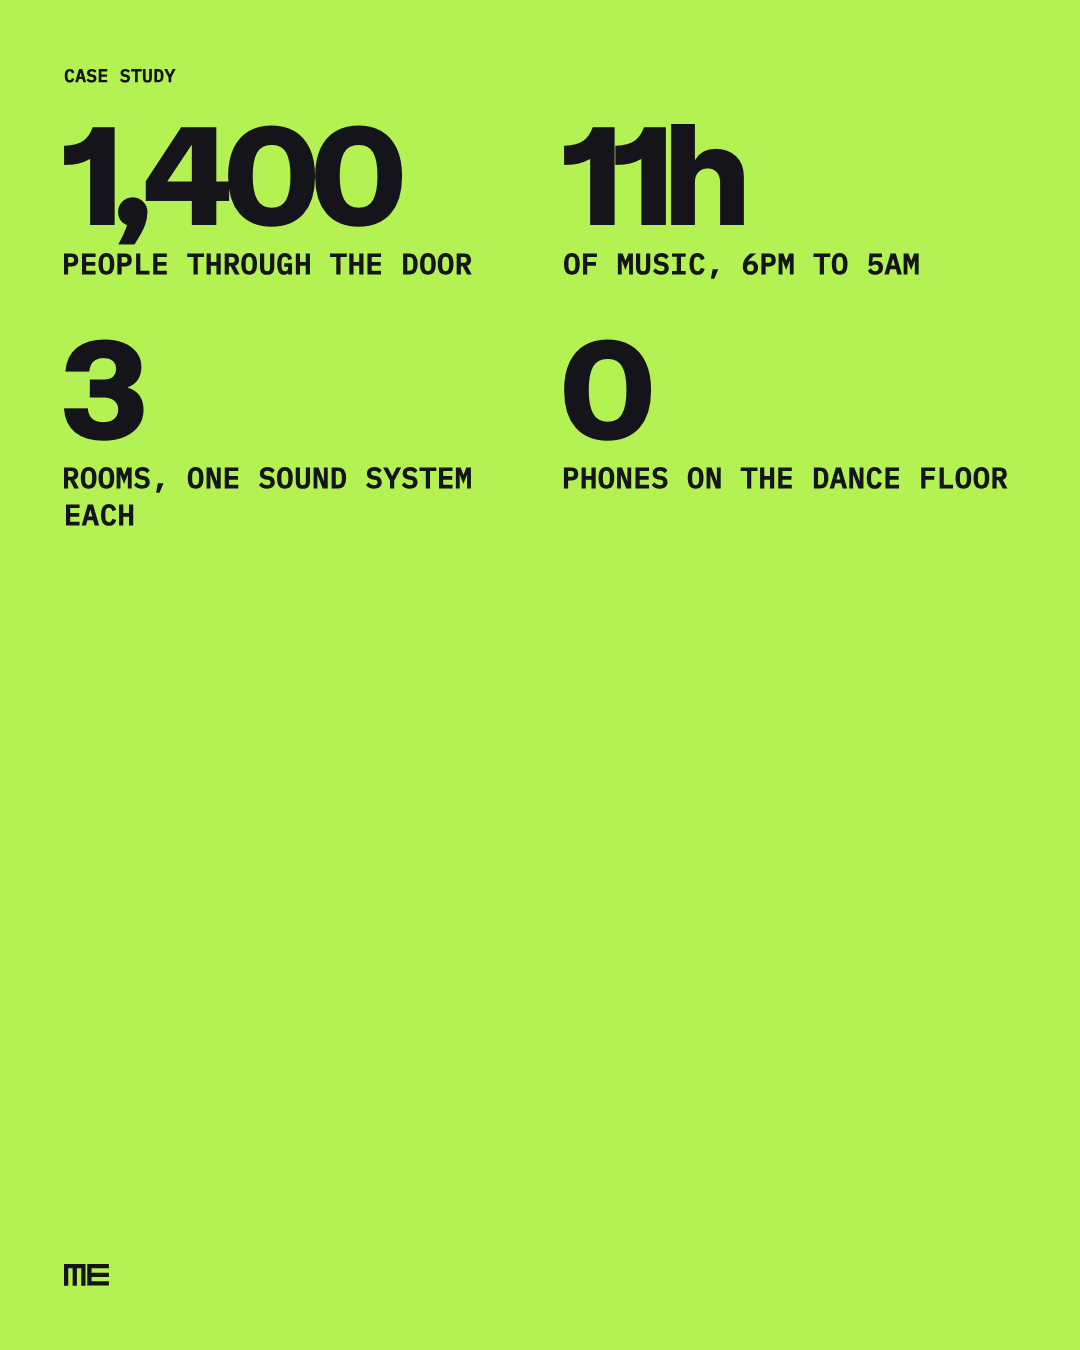 CASE STUDY
1,400
PEOPLE THROUGH THE DOOR
11h
OF MUSIC, 6PM TO 5AM
3
ROOMS, ONE SOUND SYSTEM
EACH
0
PHONES ON THE DANCE FLOOR
ME